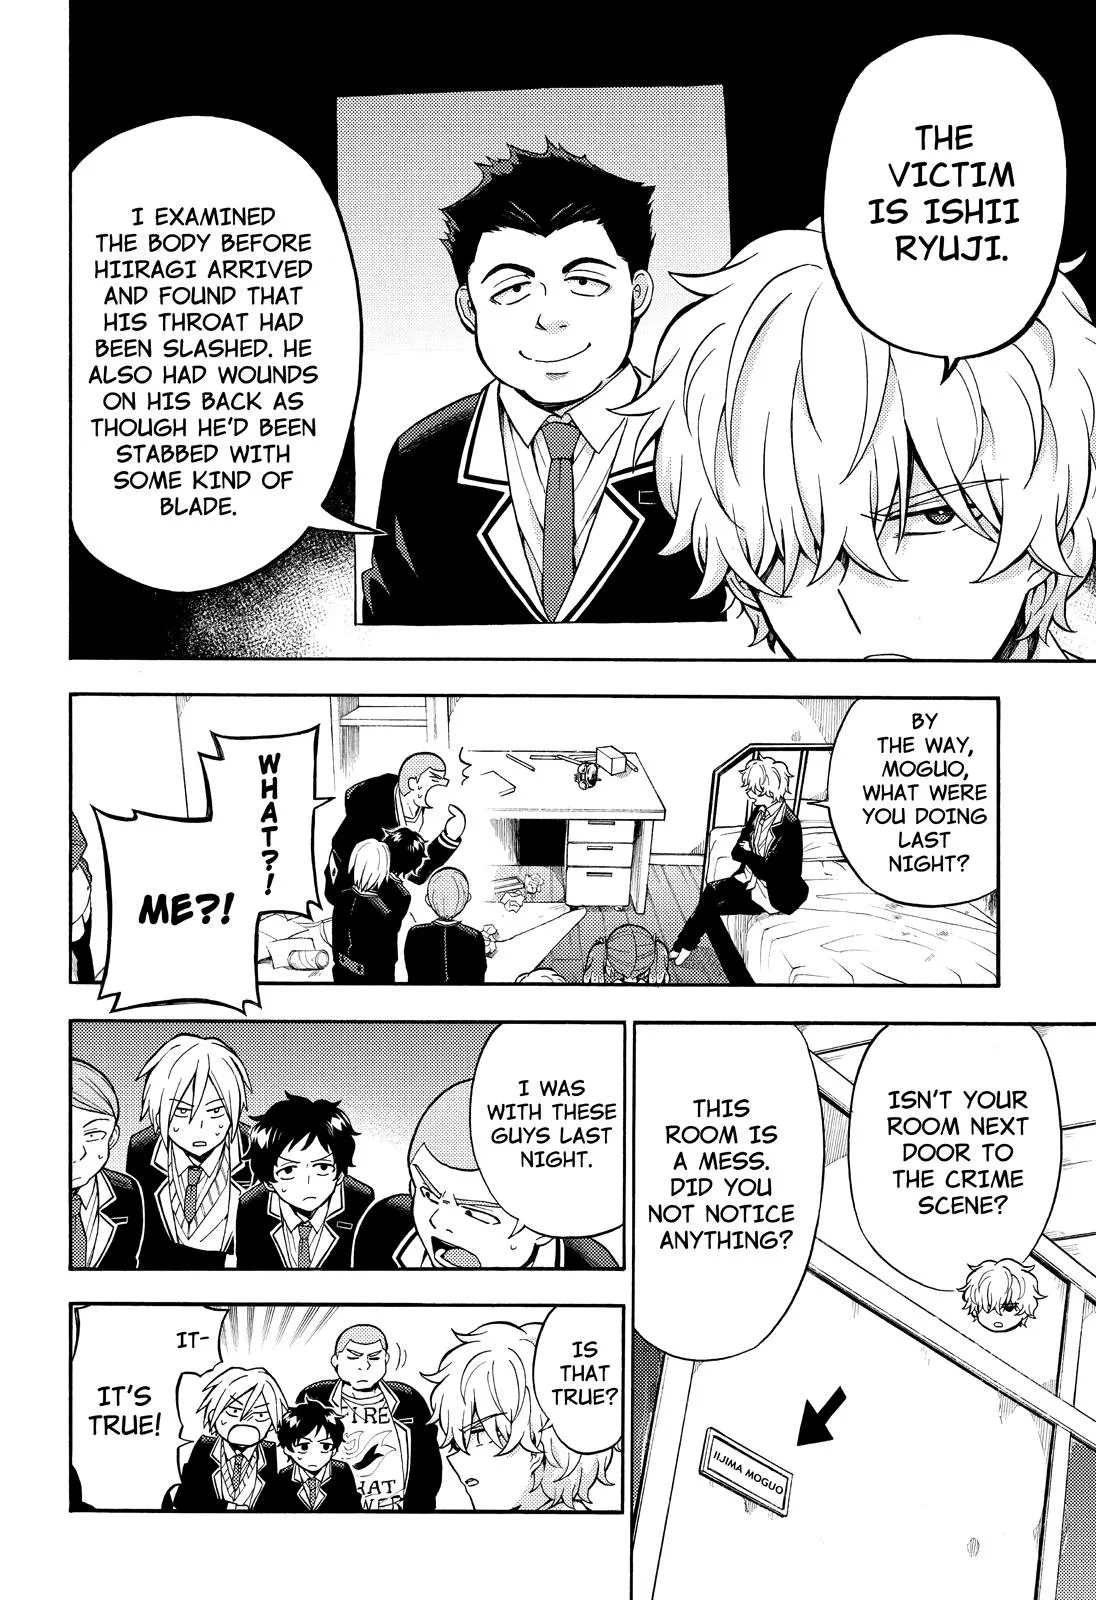 THE
VICTIM
IS ISHII
RYUJI.
I EXAMINED
THE BODY BEFORE
HIIRAGI ARRIVED
AND FOUND THAT
HIS THROAT HAD
BEEN SLASHED. HE
ALSO HAD WOUNDS
ON HIS BACK AS
THOUGH HE'D BEEN
STABBED WITH
SOME KIND OF
BLADE.
BY
THE WAY,
MOGUO,
WHAT WERE
YOU DOING
LAST
NIGHT?
WHAT?!
ME?!
ISN'T YOUR
ROOM NEXT
DOOR TO
THE CRIME
SCENE?
THIS
ROOM IS
A MESS.
DID YOU
NOT NOTICE
ANYTHING?
IIJIMA MOGUO
I WAS
WITH THESE
GUYS LAST
NIGHT.
IS
THAT
TRUE?
IT-
IT'S
TRUE!
HAT